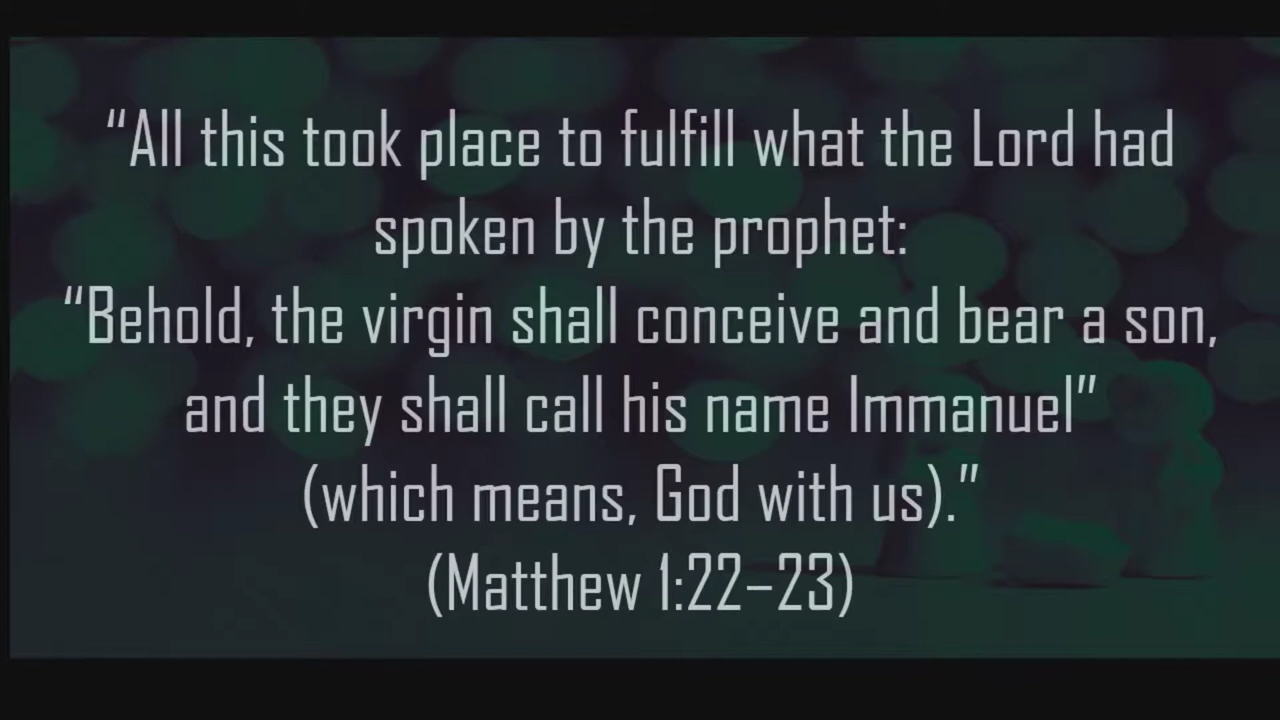 “All this took place to fulfill what the Lord had
spoken by the prophet:
“Behold, the virgin shall conceive and bear a son,
and they shall call his name Immanuel”
(which means, God with us).”
(Matthew 1:22–23)